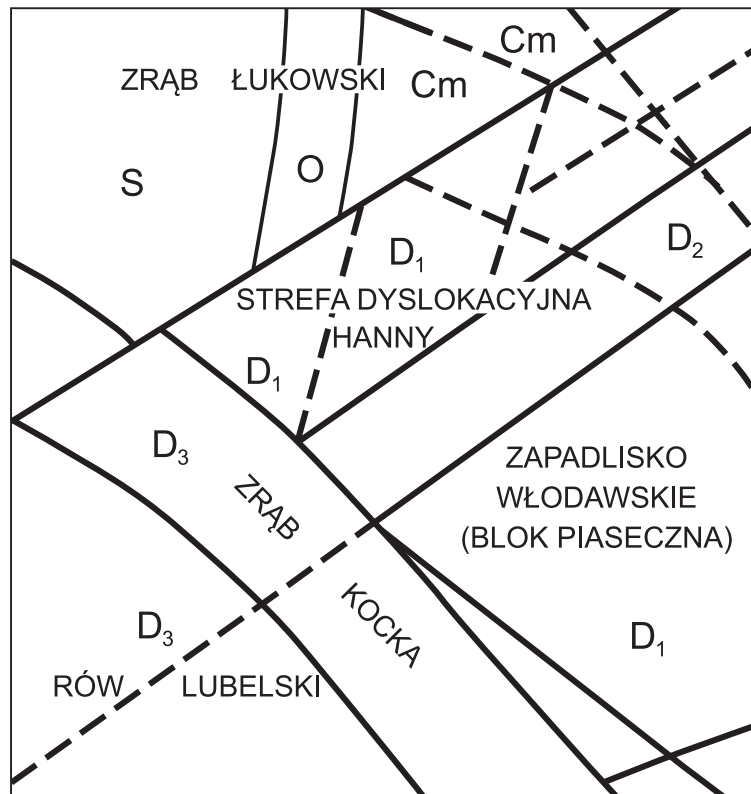 Cm
ZRĄB ŁUKOWSKI
Cm
S
O
D₁
D₂
STREFA DYSLOKACYJNA
HANNY
D₁
D₃
ZRĄB
ZAPADLISKO
WŁODAWSKIE
(BLOK PIASECZNA)
KOCKA
D₃
D₁
RÓW LUBELSKI